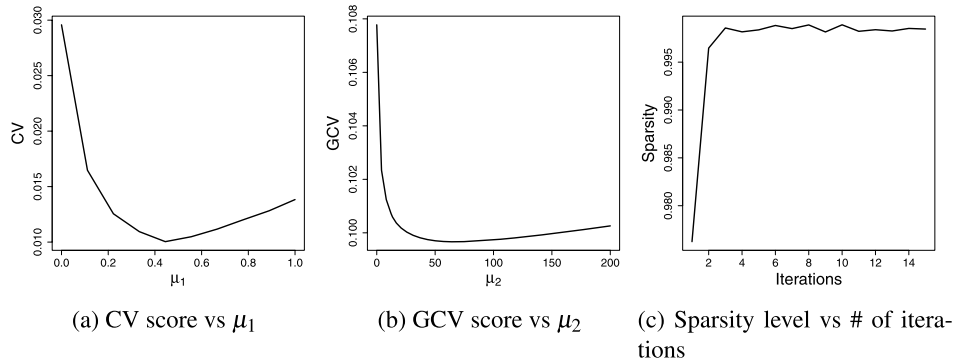 0.030
0.025
0.020
0.015
0.010
CV
0.0 0.2 0.4 0.6 0.8 1.0
μ1
(a) CV score vs μ1
0.108
0.106
0.104
0.102
0.100
GCV
0 50 100 150 200
μ2
(b) GCV score vs μ2
0.995
0.990
0.985
0.980
Sparsity
2 4 6 8 10 12 14
Iterations
(c) Sparsity level vs # of itera-
tions